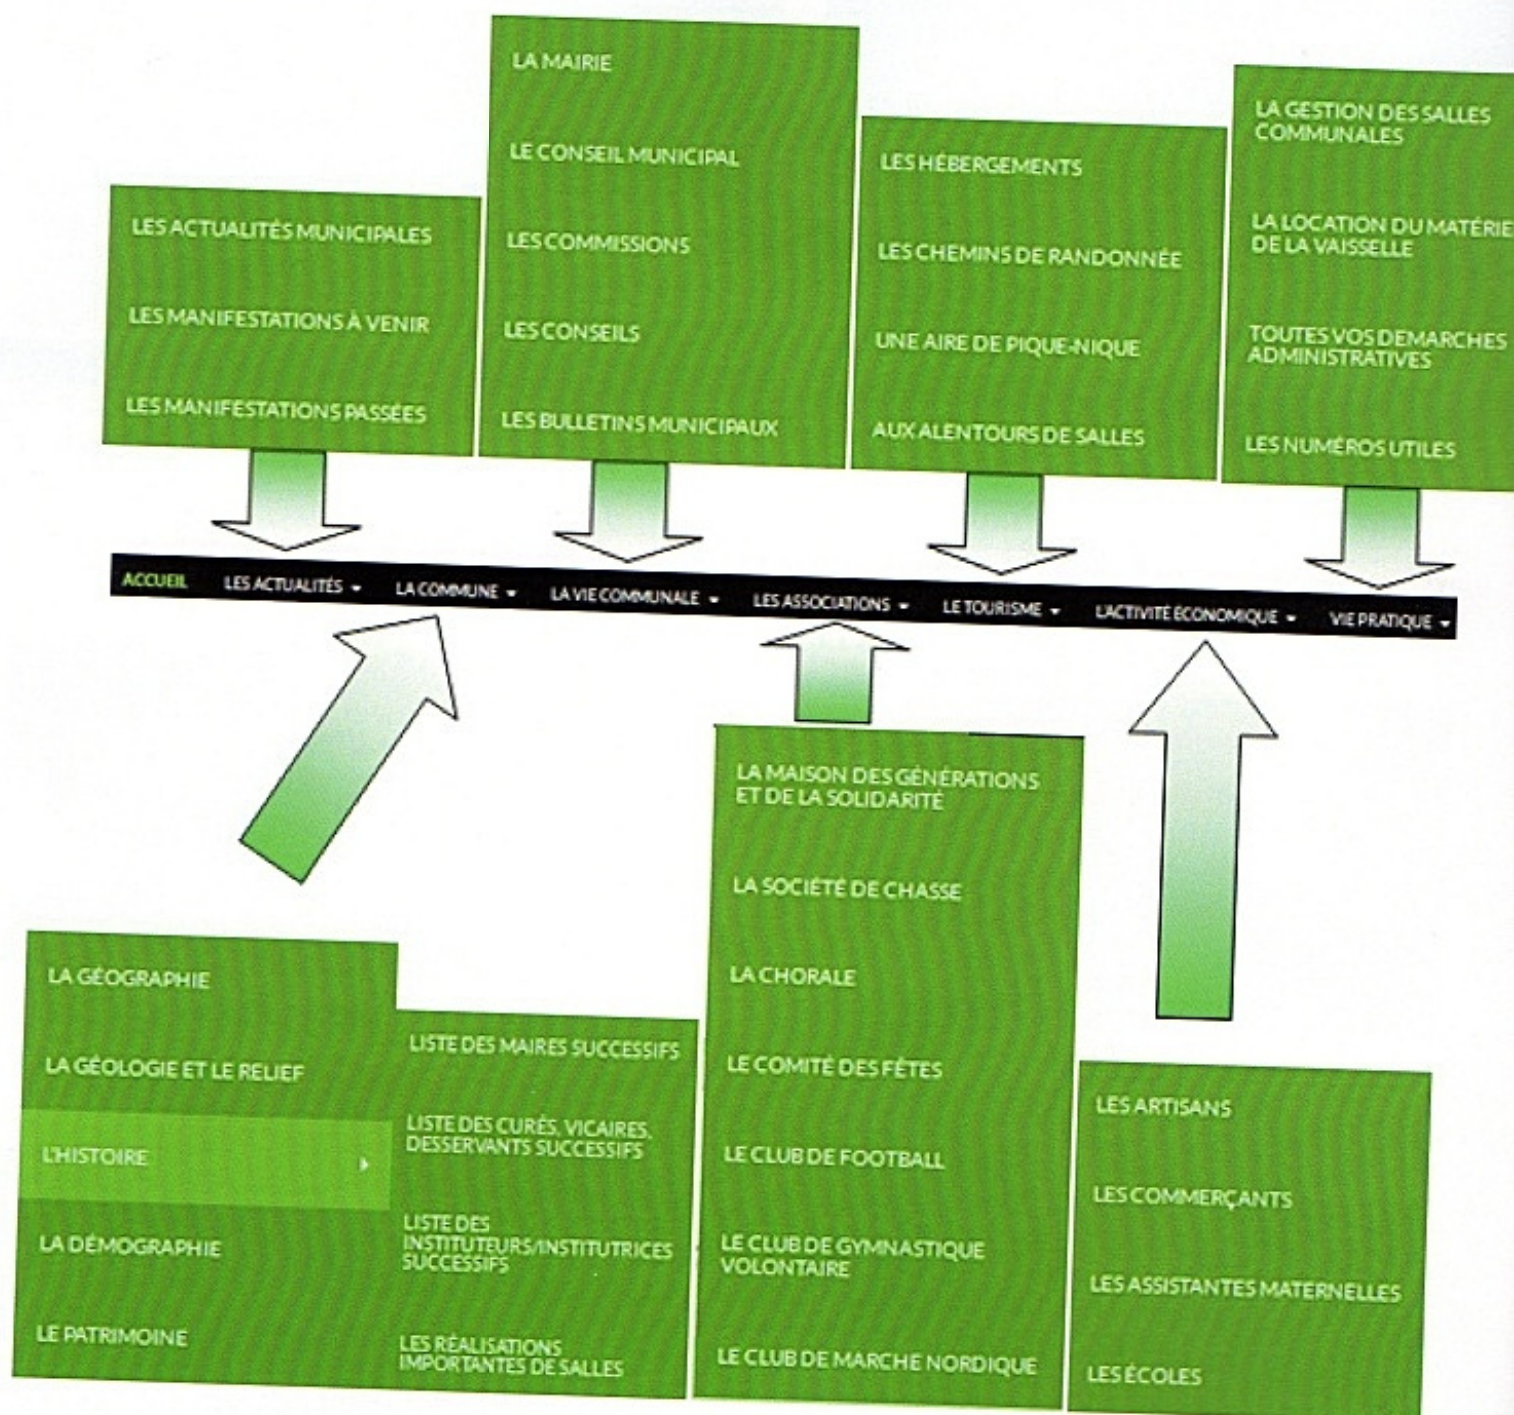 LA MAIRIE
LE CONSEIL MUNICIPAL
LES COMMISSIONS
LES CONSEILS
LES BULLETINS MUNICIPAUX
LES ACTUALITÉS MUNICIPALES
LES MANIFESTATIONS À VENIR
LES MANIFESTATIONS PASSÉES
LES HÉBERGEMENTS
LES CHEMINS DE RANDONNÉE
UNE AIRE DE PIQUE-NIQUE
AUX ALENTOURS DE SALLES
LA GESTION DES SALLES
COMMUNALES
LA LOCATION DU MATÉRIE
DE LA VAISSELLE
TOUTES VOS DEMARCHES
ADMINISTRATIVES
LES NUMÉROS UTILES
ACCUEIL LES ACTUALITÉS LA COMMUNE LA VIE COMMUNALE LES ASSOCIATIONS LE TOURISME L'ACTIVITÉ ÉCONOMIQUE VIE PRATIQUE
LA GÉOGRAPHIE
LA GÉOLOGIE ET LE RELIEF
L'HISTOIRE
LA DÉMOGRAPHIE
LE PATRIMOINE
LISTE DES MAIRES SUCCESSIFS
LISTE DES CURÉS, VICAIRES,
DESSERVANTS SUCCESSIFS
LISTE DES
INSTITUTEURS/INSTITUTRICES
SUCCESSIFS
LES RÉALISATIONS
IMPORTANTES DE SALLES
LA MAISON DES GÉNÉRATIONS
ET DE LA SOLIDARITÉ
LA SOCIÉTÉ DE CHASSE
LA CHORALE
LE COMITÉ DES FÊTES
LE CLUB DE FOOTBALL
LE CLUB DE GYMNASTIQUE
VOLONTAIRE
LE CLUB DE MARCHE NORDIQUE
LES ARTISANS
LES COMMERÇANTS
LES ASSISTANTES MATERNELLES
LES ÉCOLES